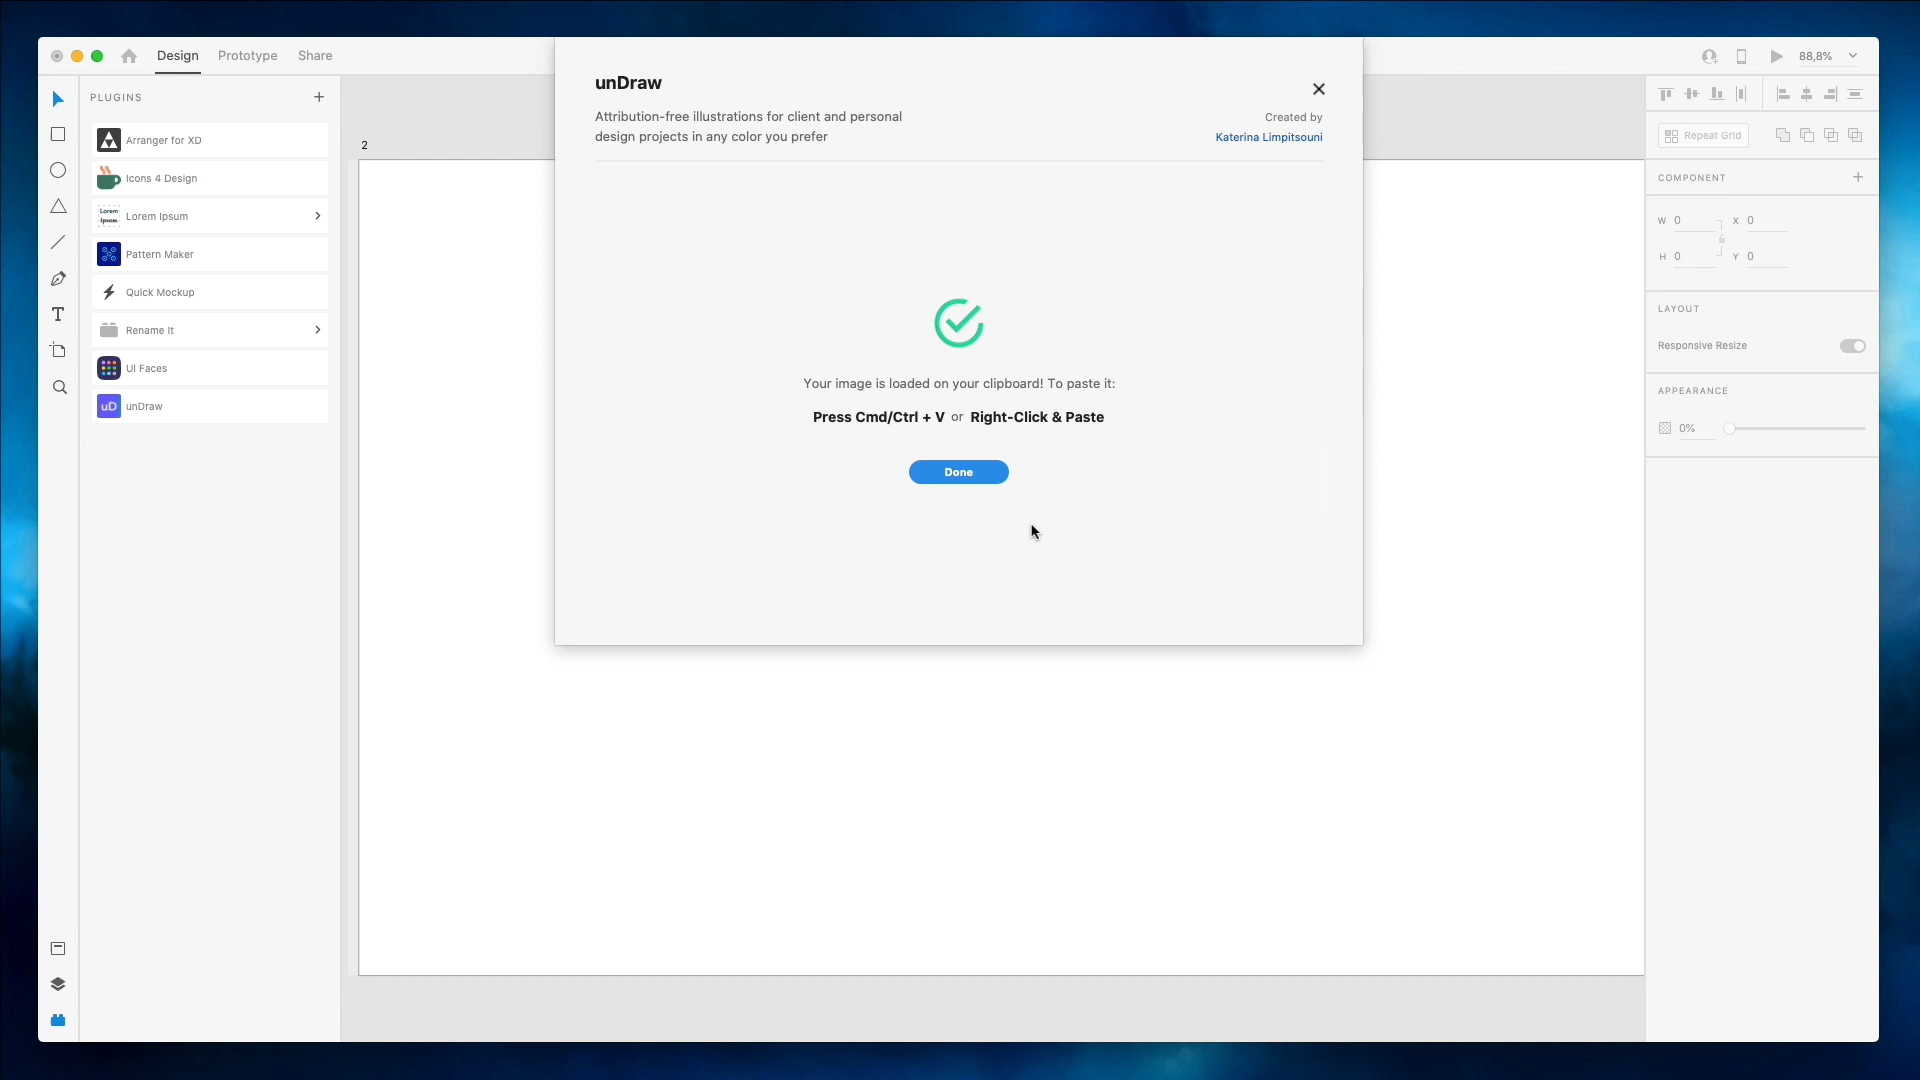 Design Prototype Share
88,8%
PLUGINS
Arranger for XD
Icons 4 Design
Lorem Ipsum
Lorem Ipsum
Pattern Maker
Quick Mockup
Rename It
UI Faces
uD unDraw
2
unDraw
Attribution-free illustrations for client and personal
design projects in any color you prefer
Created by
Katerina Limpitsouni
Your image is loaded on your clipboard! To paste it:
Press Cmd/Ctrl + V or Right-Click & Paste
Done
Repeat Grid
COMPONENT
W 0 X 0
H 0 Y 0
LAYOUT
Responsive Resize
APPEARANCE
0%